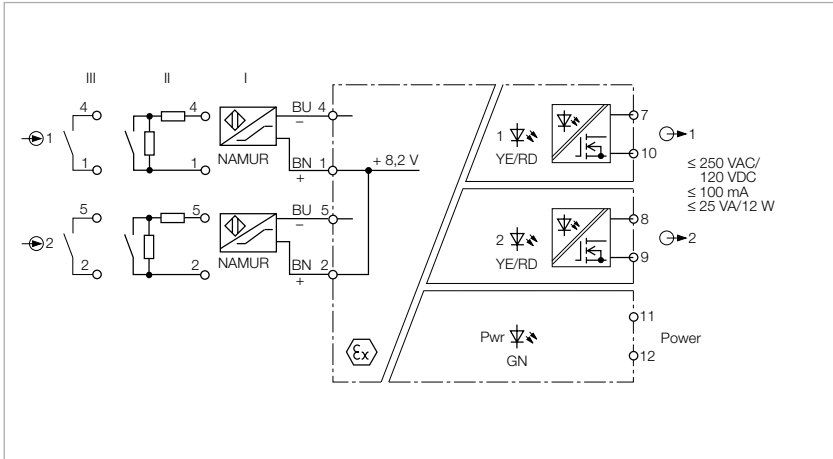 III II I
4 4 BU 4
–
1
1 1 NAMUR BN 1 + 8,2 V
+
5 5 BU 5
–
2
2 2 NAMUR BN 2
+
εx
1
YE/RD
7
10
1
≤ 250 VAC/
120 VDC
≤ 100 mA
≤ 25 VA/12 W
2
YE/RD
8
9
2
Pwr
GN
11
12
Power